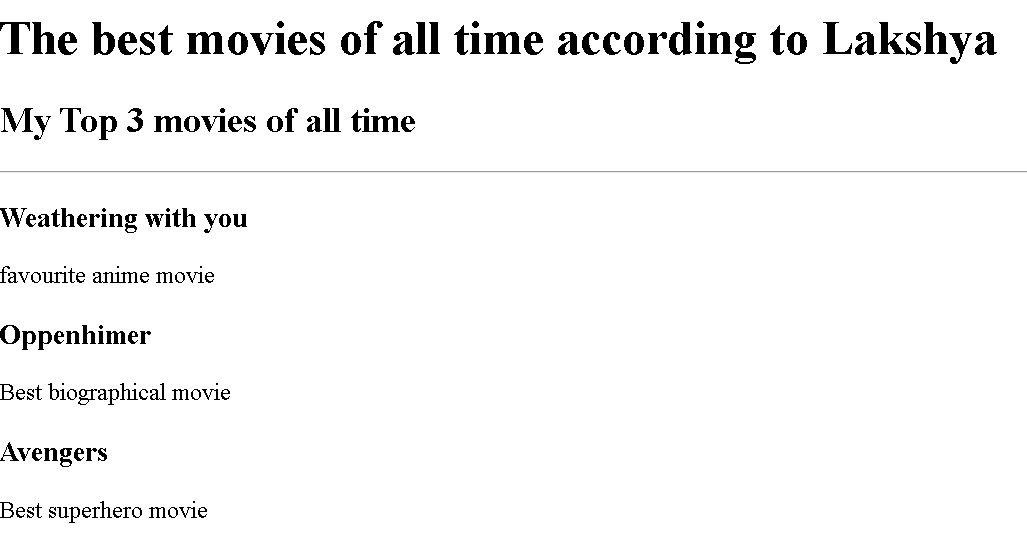 The best movies of all time according to Lakshya
My Top 3 movies of all time
Weathering with you
favourite anime movie
Oppenhimer
Best biographical movie
Avengers
Best superhero movie